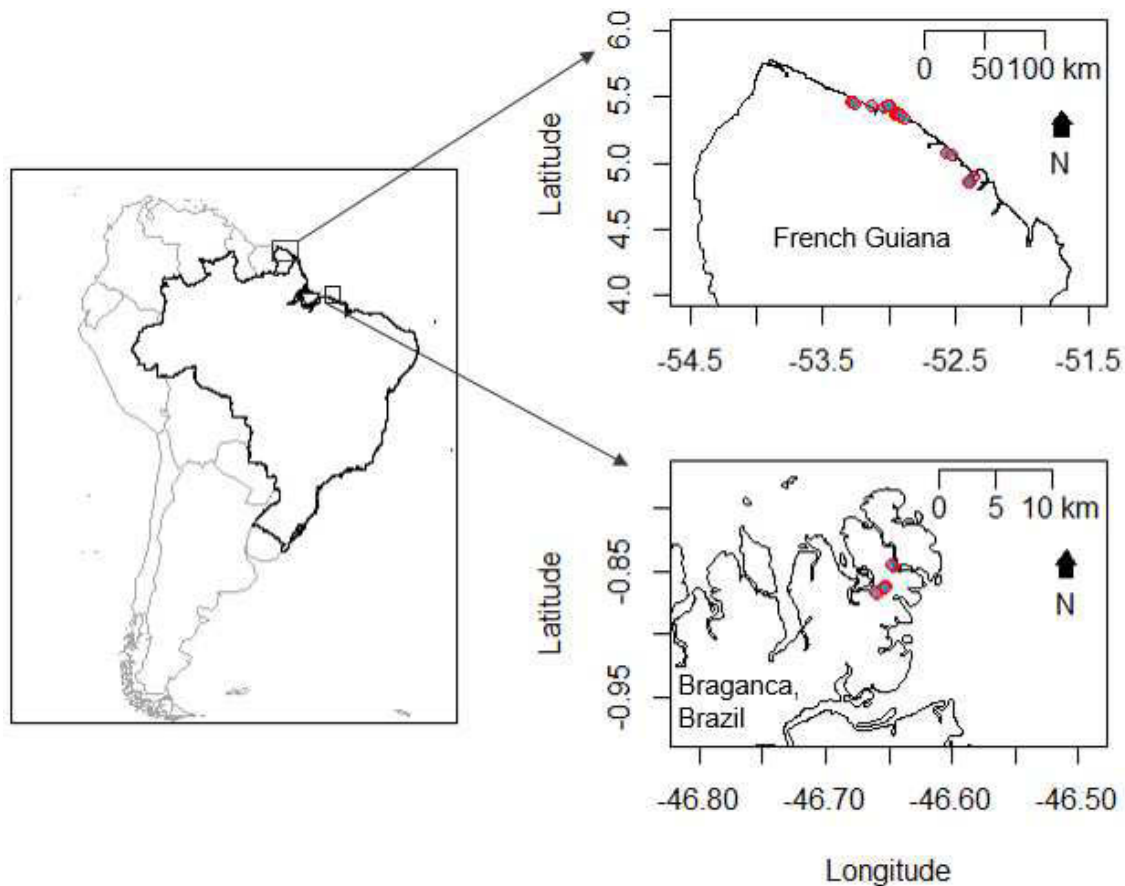 6.0
5.5
5.0
4.5
4.0
Latitude
0 50 100 km
N
French Guiana
-54.5 -53.5 -52.5 -51.5
-0.85
-0.95
Latitude
0 5 10 km
N
Braganca,
Brazil
-46.80 -46.70 -46.60 -46.50
Longitude